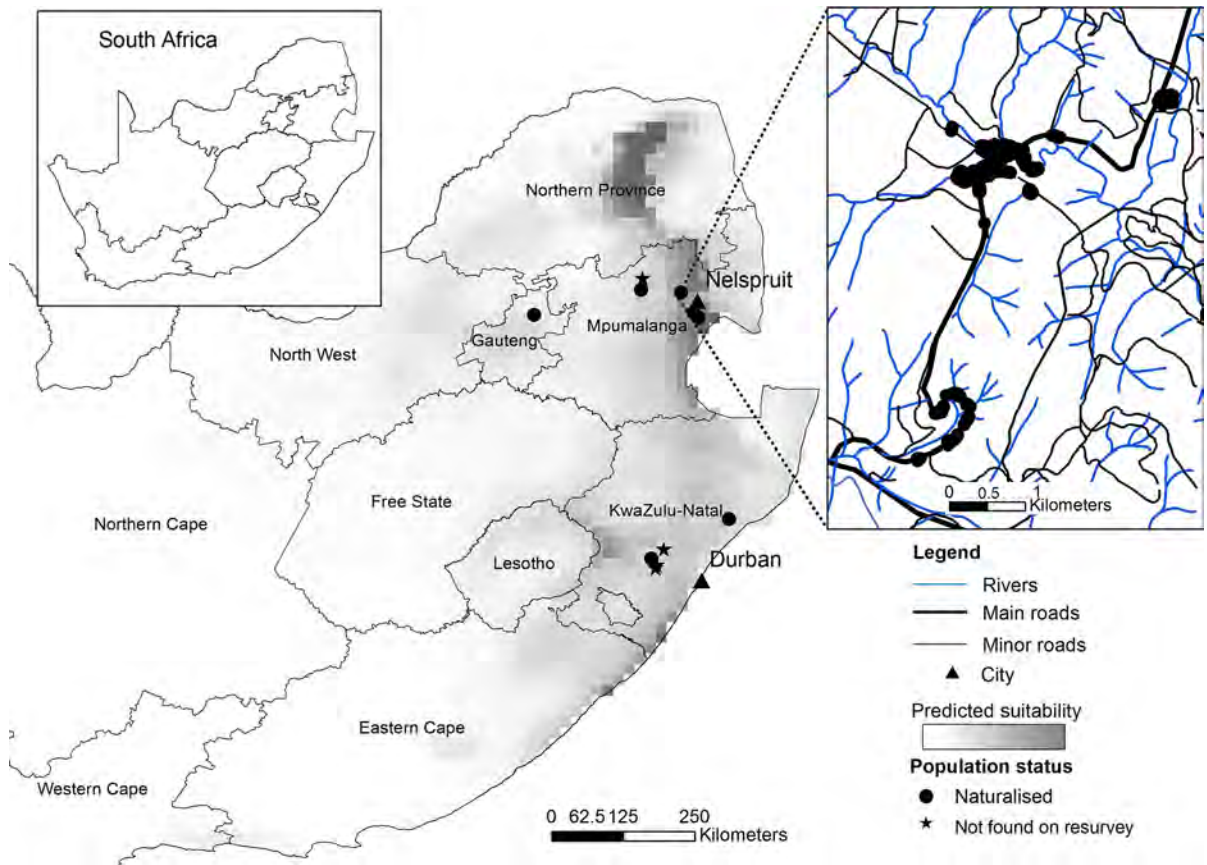 South Africa
Northern Province
Nelspruit
Mpumalanga
Gauteng
North West
Free State
KwaZulu-Natal
Northern Cape
Lesotho
Durban
Eastern Cape
Western Cape
0 62.5 125 250
Kilometers
0 0.5 1
Kilometers
Legend
Rivers
Main roads
Minor roads
City
Predicted suitability
Population status
Naturalised
Not found on resurvey